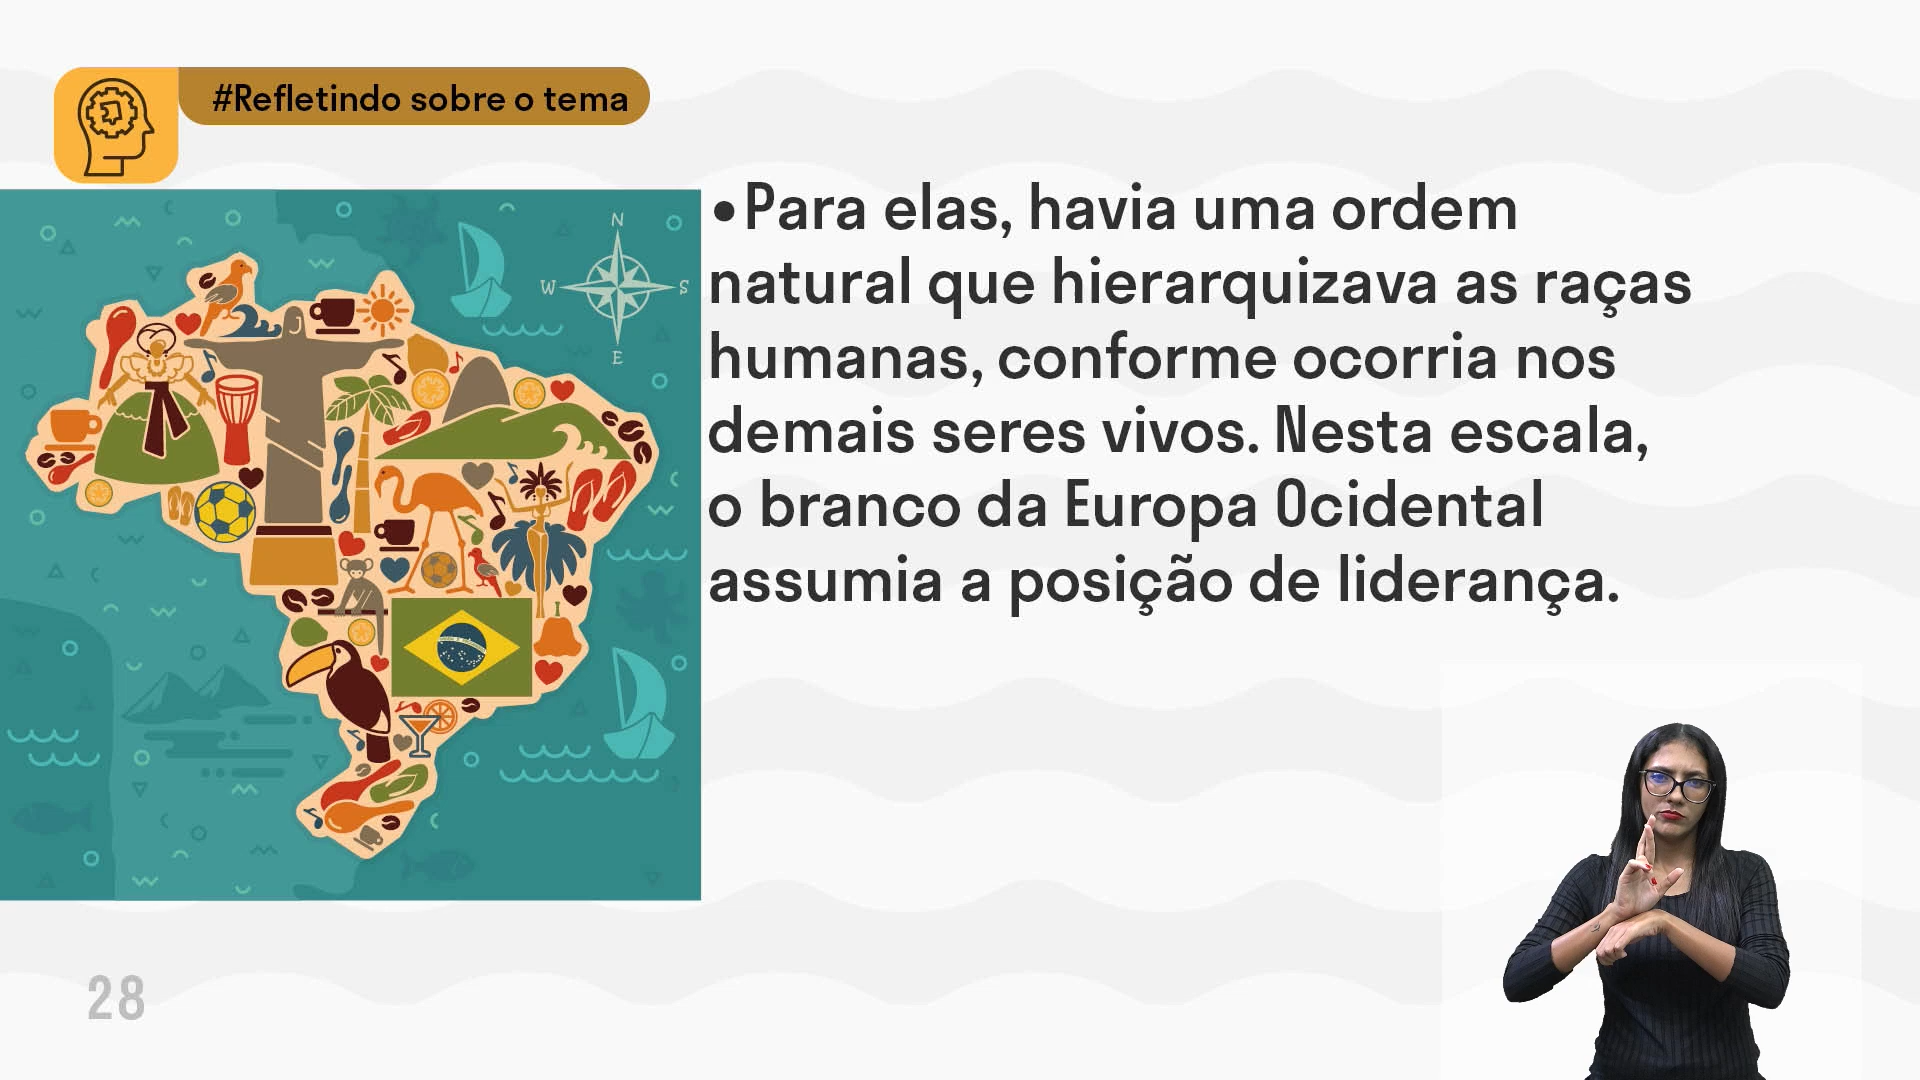 #Refletindo sobre o tema
N
W
S
E
•Para elas, havia uma ordem
natural que hierarquizava as raças
humanas, conforme ocorria nos
demais seres vivos. Nesta escala,
o branco da Europa Ocidental
assumia a posição de liderança.
28